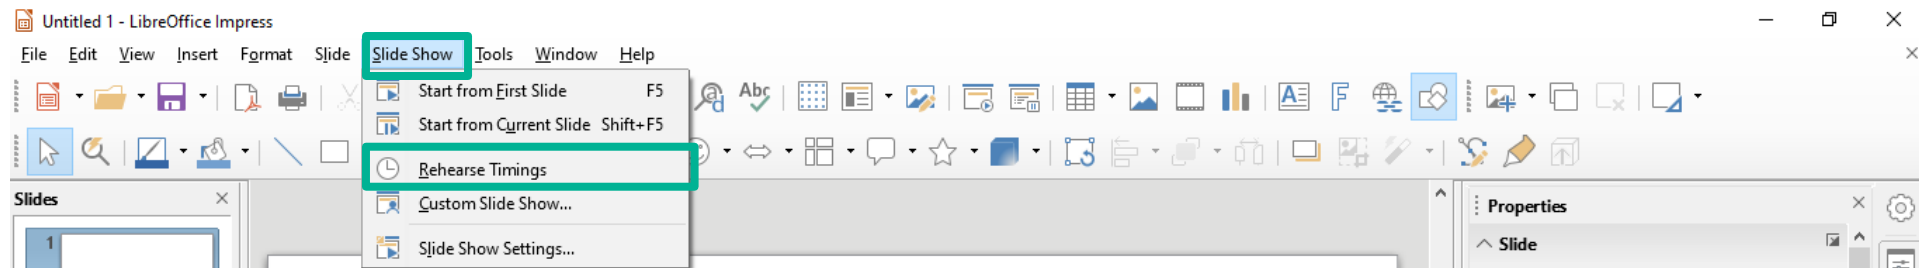 Untitled 1 - LibreOffice Impress
File Edit View Insert Format Slide Slide Show Tools Window Help
Start from First Slide F5
Abc
Start from Current Slide Shift+F5
Rehearse Timings
Slides
Custom Slide Show...
Properties
1
Slide Show Settings...
Slide